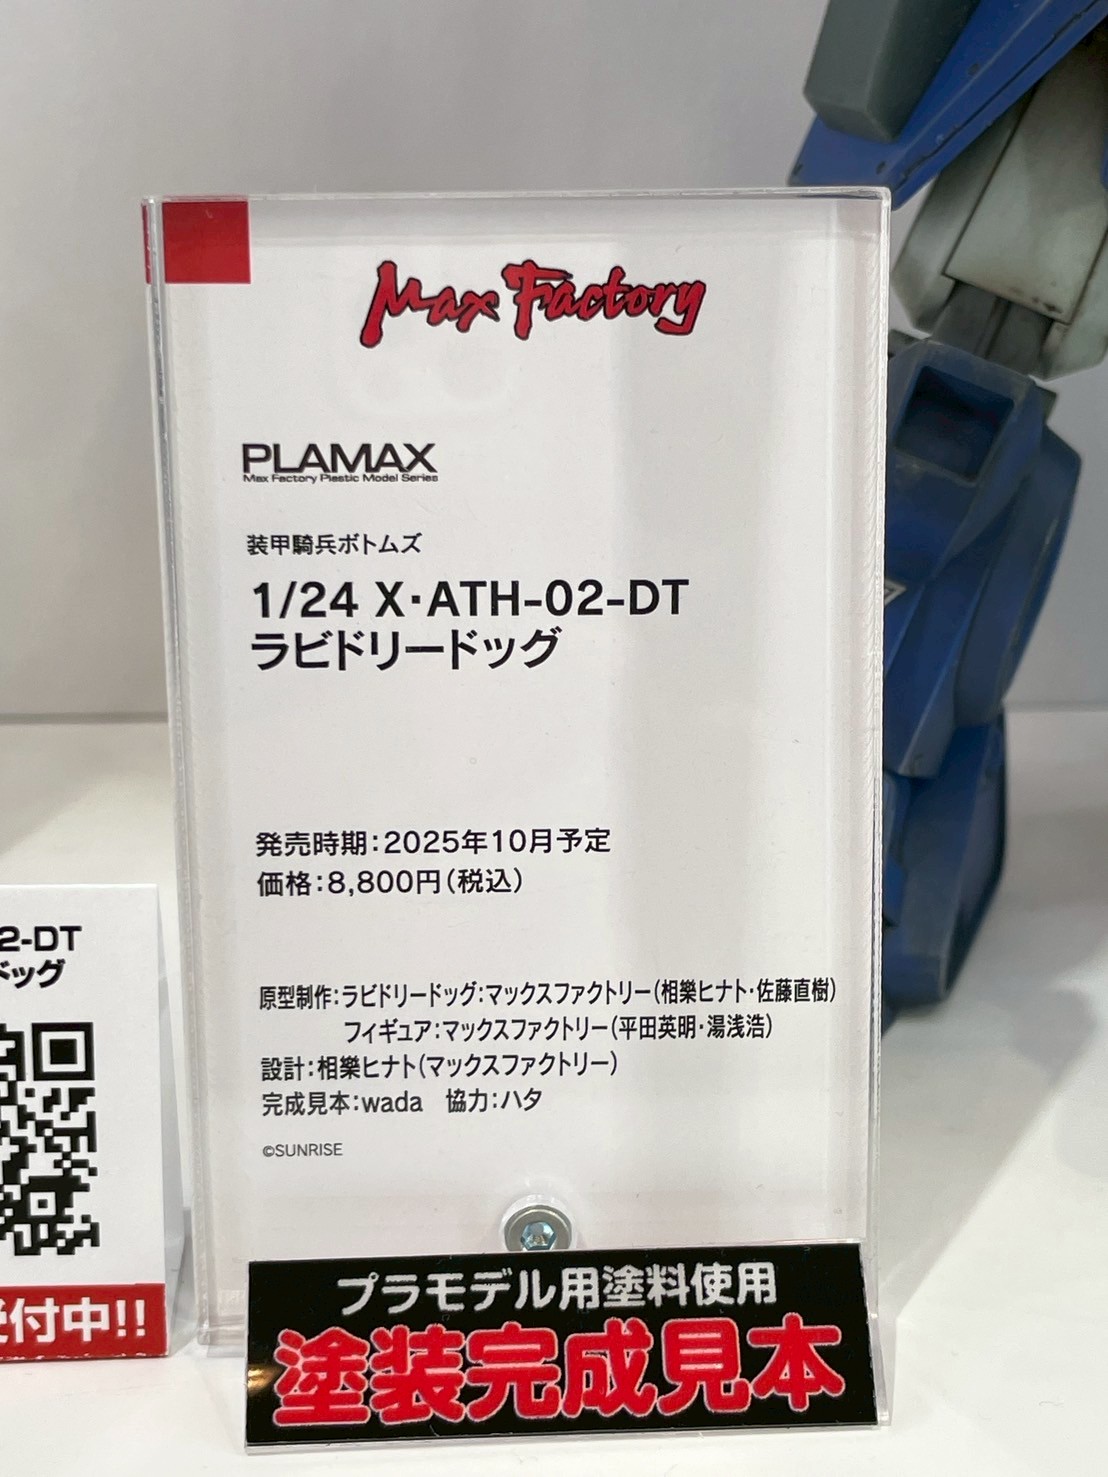 Max Factory
PLAMAX
Max Factory Plastic Model Series
装甲騎兵ボトムズ
1/24 X・ATH-02-DT
ラビドリードッグ
発売時期：2025年10月予定
価格：8,800円（税込）
原型制作：ラビドリードッグ：マックスファクトリー（相樂ヒナト・佐藤直樹）
フィギュア：マックスファクトリー（平田英明・湯浅浩）
設計：相樂ヒナト（マックスファクトリー）
完成見本：wada　協力：ハタ
©SUNRISE
プラモデル用塗料使用
塗装完成見本
2-DT
ドッグ
受付中!!